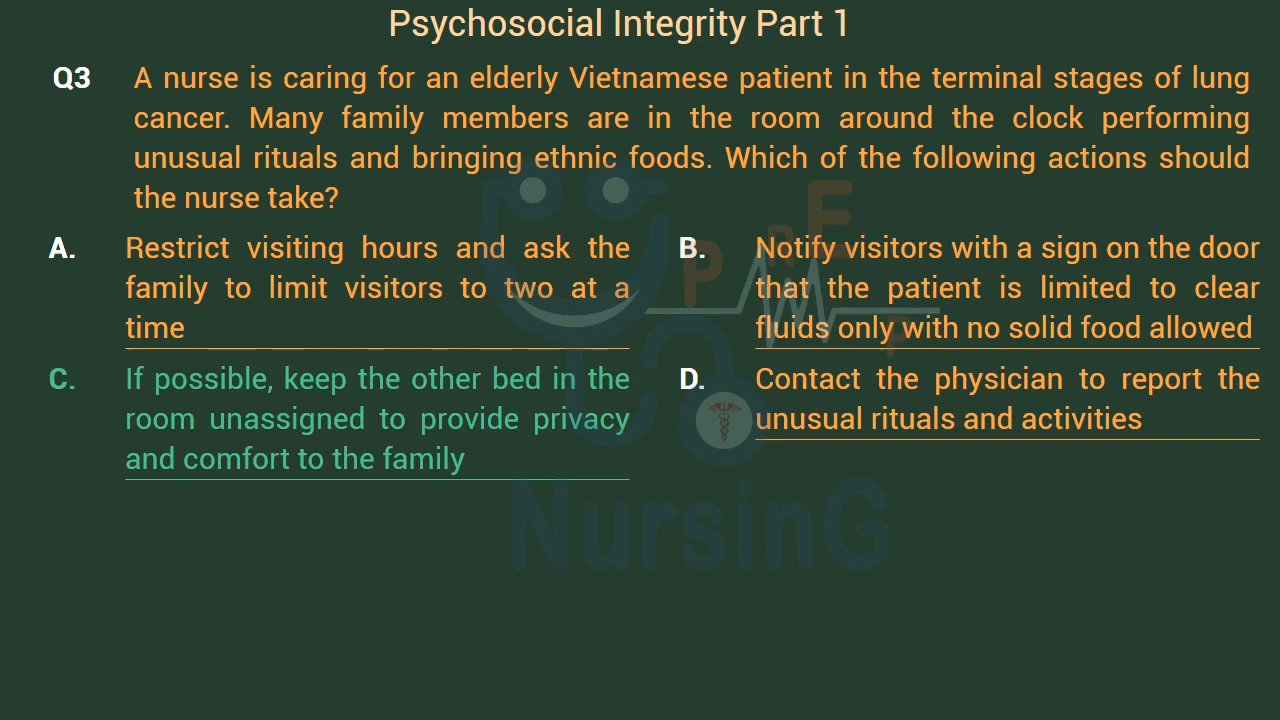 Psychosocial Integrity Part 1
Q3 A nurse is caring for an elderly Vietnamese patient in the terminal stages of lung
cancer. Many family members are in the room around the clock performing
unusual rituals and bringing ethnic foods. Which of the following actions should
the nurse take?
A. Restrict visiting hours and ask the
family to limit visitors to two at a
time
B. Notify visitors with a sign on the door
that the patient is limited to clear
fluids only with no solid food allowed
C. If possible, keep the other bed in the
room unassigned to provide privacy
and comfort to the family
D. Contact the physician to report the
unusual rituals and activities
PREP
NursinG